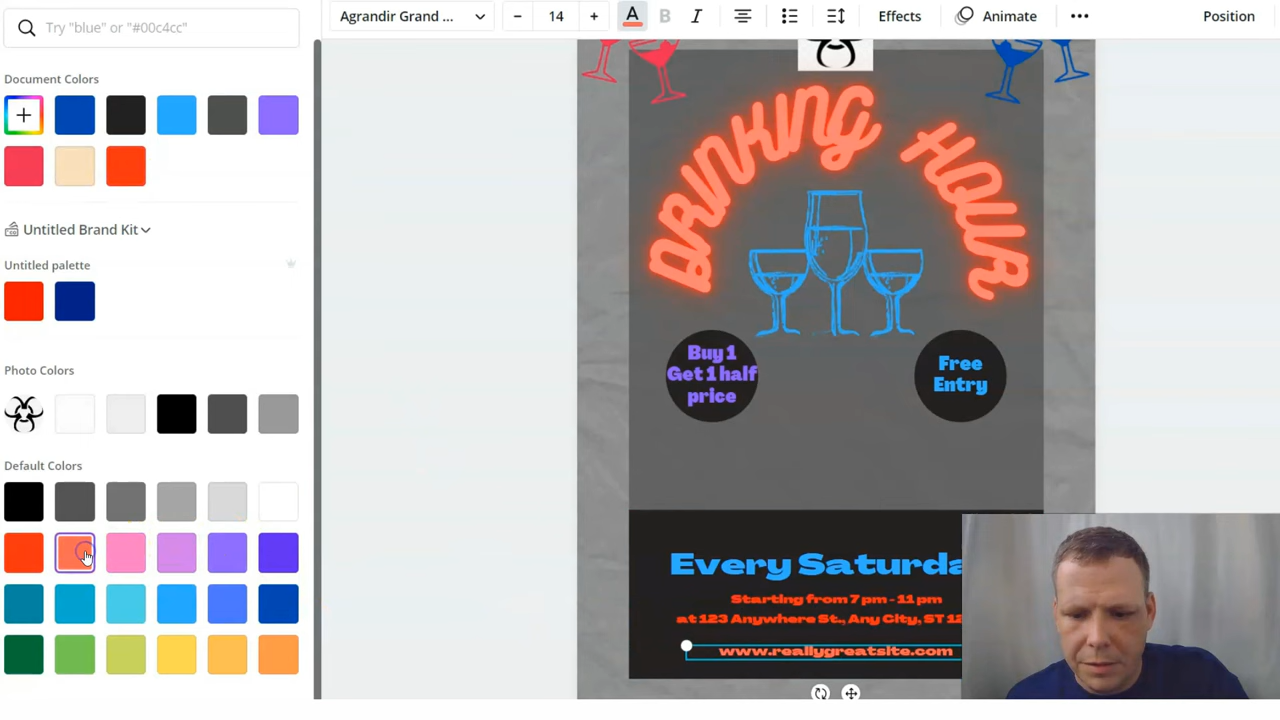 Agrandir Grand ...
− 14 +
A
B
I
Effects
Animate
Position
Try "blue" or "#00c4cc"
Document Colors
Untitled Brand Kit
Untitled palette
Photo Colors
Default Colors
DRINKING HOUR
Buy 1
Get 1 half
price
Free
Entry
Every Saturda
Starting from 7 pm - 11 pm
at 123 Anywhere St., Any City, ST 12
www.reallygreatsite.com